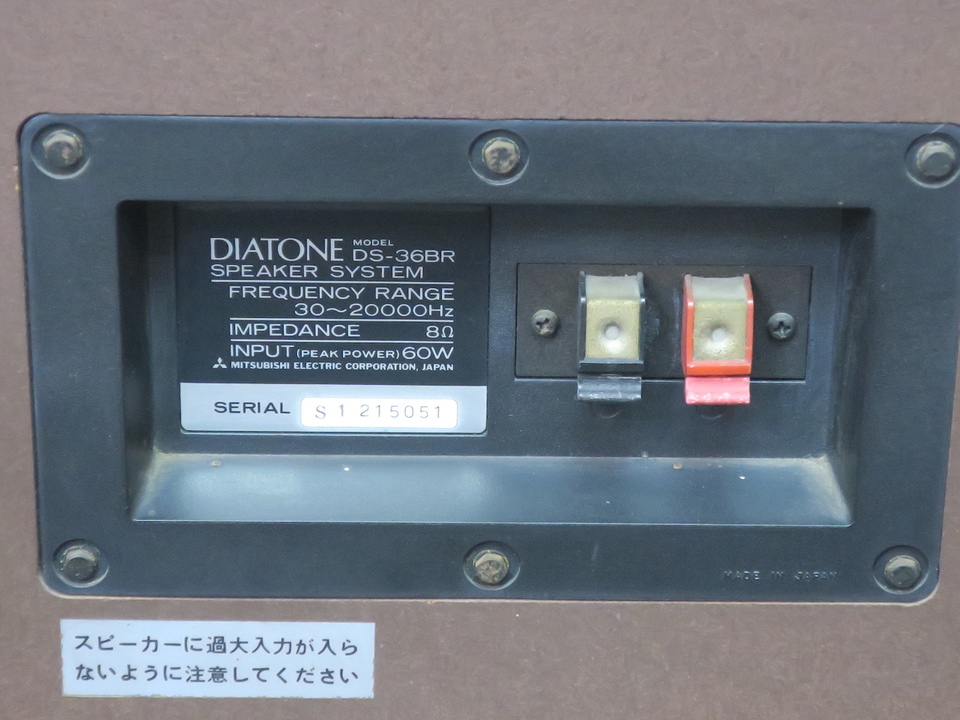 DIATONE MODEL DS-36BR
SPEAKER SYSTEM
FREQUENCY RANGE
30〜20000Hz
IMPEDANCE 8Ω
INPUT (PEAK POWER) 60W
MITSUBISHI ELECTRIC CORPORATION, JAPAN
SERIAL S 1 215051
MADE IN JAPAN
スピーカーに過大入力が入ら
ないように注意してください